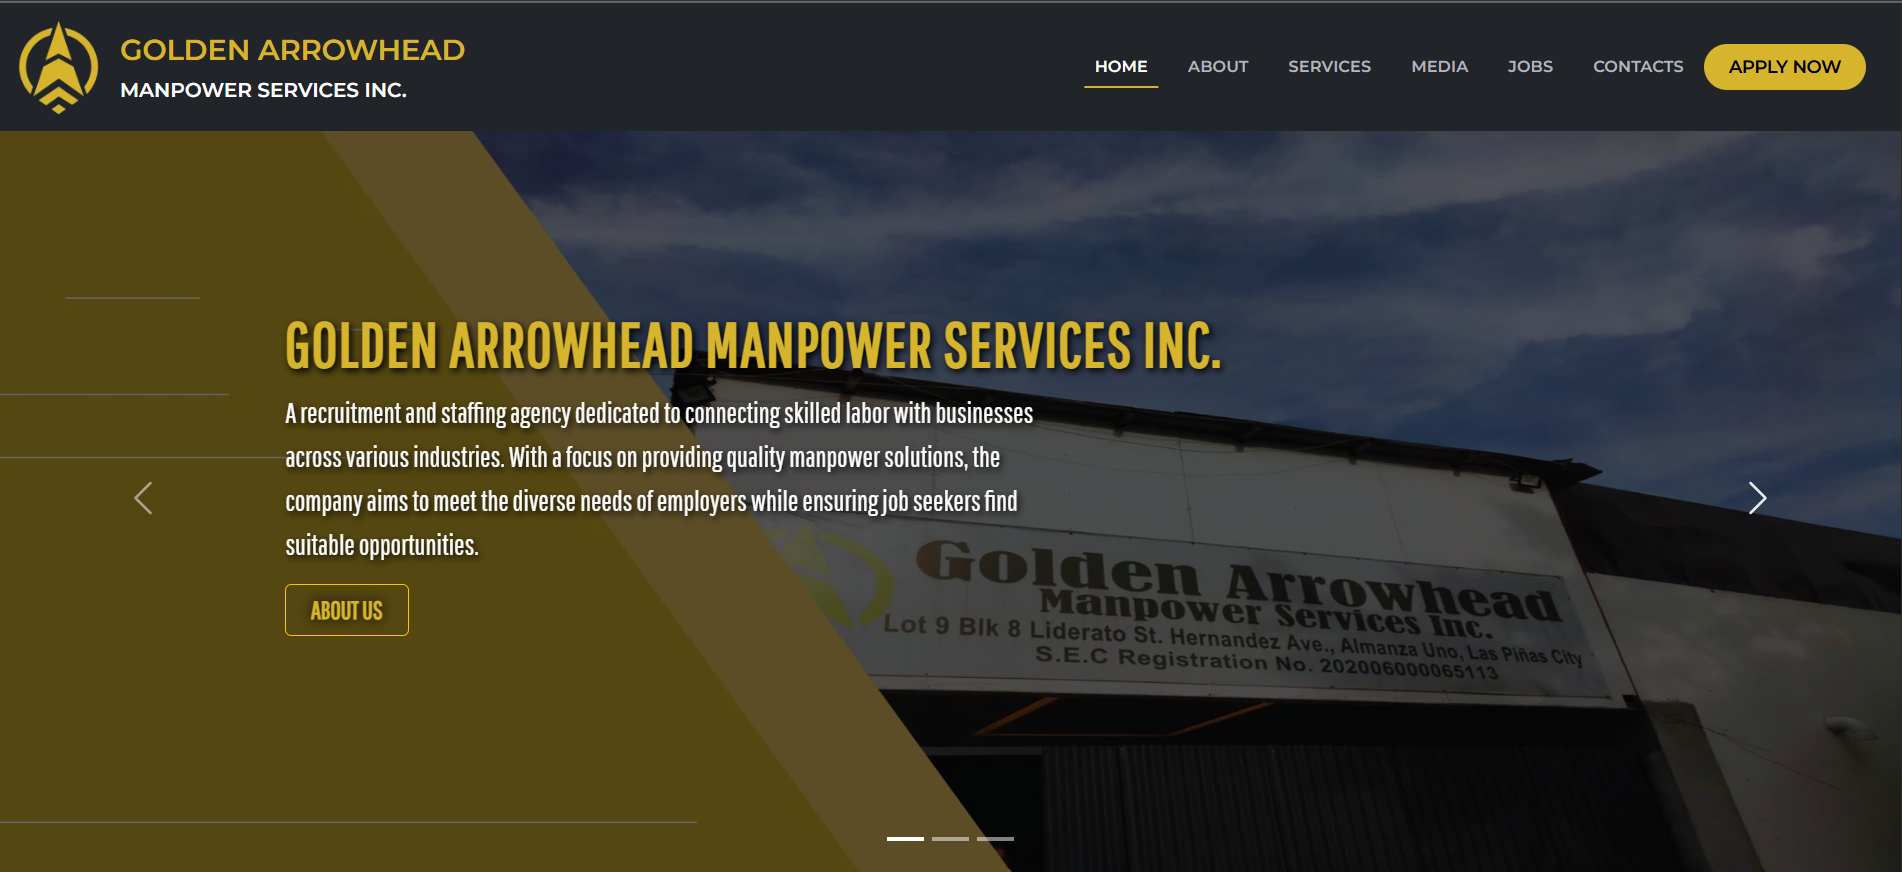 GOLDEN ARROWHEAD
MANPOWER SERVICES INC.
HOME
ABOUT
SERVICES
MEDIA
JOBS
CONTACTS
APPLY NOW
GOLDEN ARROWHEAD MANPOWER SERVICES INC.
A recruitment and staffing agency dedicated to connecting skilled labor with businesses
across various industries. With a focus on providing quality manpower solutions, the
company aims to meet the diverse needs of employers while ensuring job seekers find
suitable opportunities.
ABOUT US
Golden Arrowhead
Manpower Services Inc.
Lot 9 Blk 8 Liderato St. Hernandez Ave., Almanza Uno, Las Piñas City
S.E.C Registration No. 202006000065113